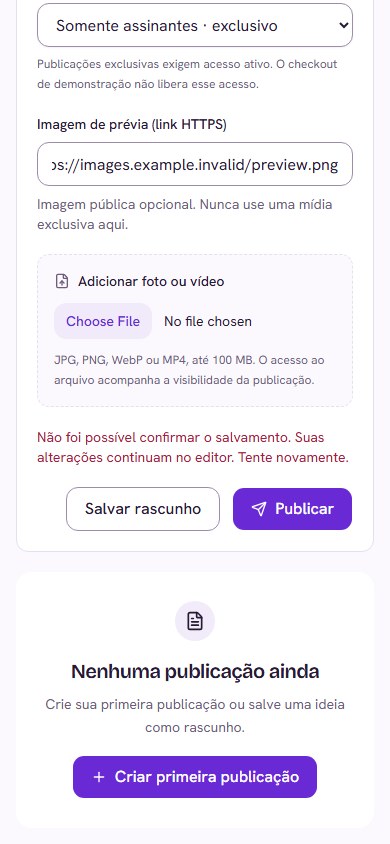 Somente assinantes · exclusivo
Publicações exclusivas exigem acesso ativo. O checkout
de demonstração não libera esse acesso.
Imagem de prévia (link HTTPS)
ps://images.example.invalid/preview.png
Imagem pública opcional. Nunca use uma mídia
exclusiva aqui.
Adicionar foto ou vídeo
Choose File No file chosen
JPG, PNG, WebP ou MP4, até 100 MB. O acesso ao
arquivo acompanha a visibilidade da publicação.
Não foi possível confirmar o salvamento. Suas
alterações continuam no editor. Tente novamente.
Salvar rascunho
Publicar
Nenhuma publicação ainda
Crie sua primeira publicação ou salve uma ideia
como rascunho.
+ Criar primeira publicação